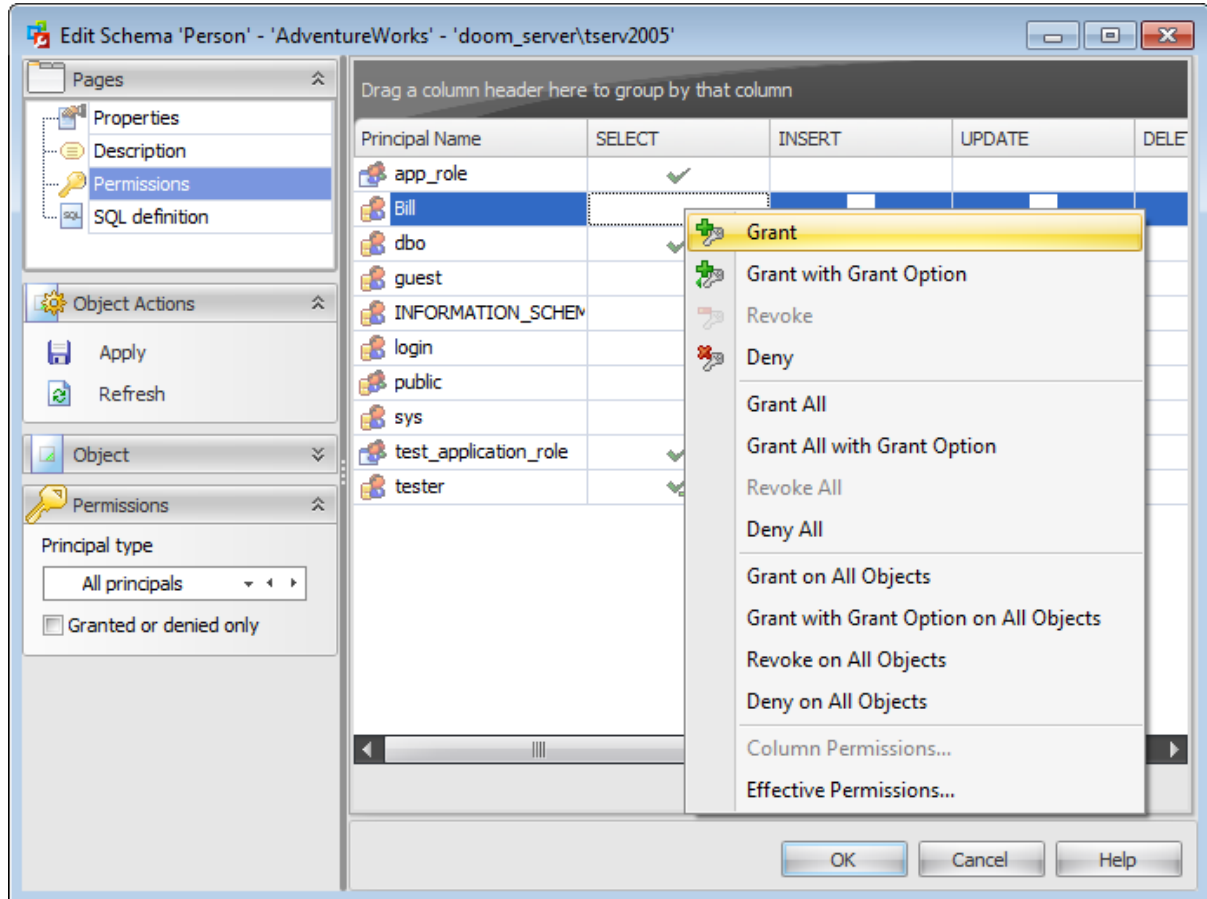 Edit Schema 'Person' - 'AdventureWorks' - 'doom_server\tserv2005'
Pages
Properties
Description
Permissions
SQL definition
Object Actions
Apply
Refresh
Object
Permissions
Principal type
All principals
Granted or denied only
Drag a column header here to group by that column
Principal Name SELECT INSERT UPDATE DELE
app_role
Bill
dbo
guest
INFORMATION_SCHEM
login
public
sys
test_application_role
tester
Grant
Grant with Grant Option
Revoke
Deny
Grant All
Grant All with Grant Option
Revoke All
Deny All
Grant on All Objects
Grant with Grant Option on All Objects
Revoke on All Objects
Deny on All Objects
Column Permissions...
Effective Permissions...
OK Cancel Help